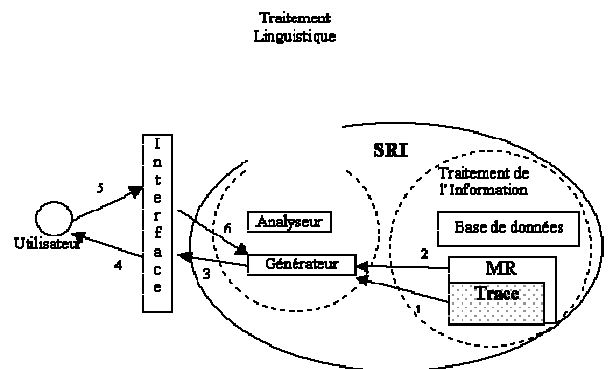 Traitement
Linguistique
SRI
Traitement de
l'Information
Interface
Utilisateur
Analyseur
Générateur
Base de données
MR
Trace
5
4
6
3
2
1